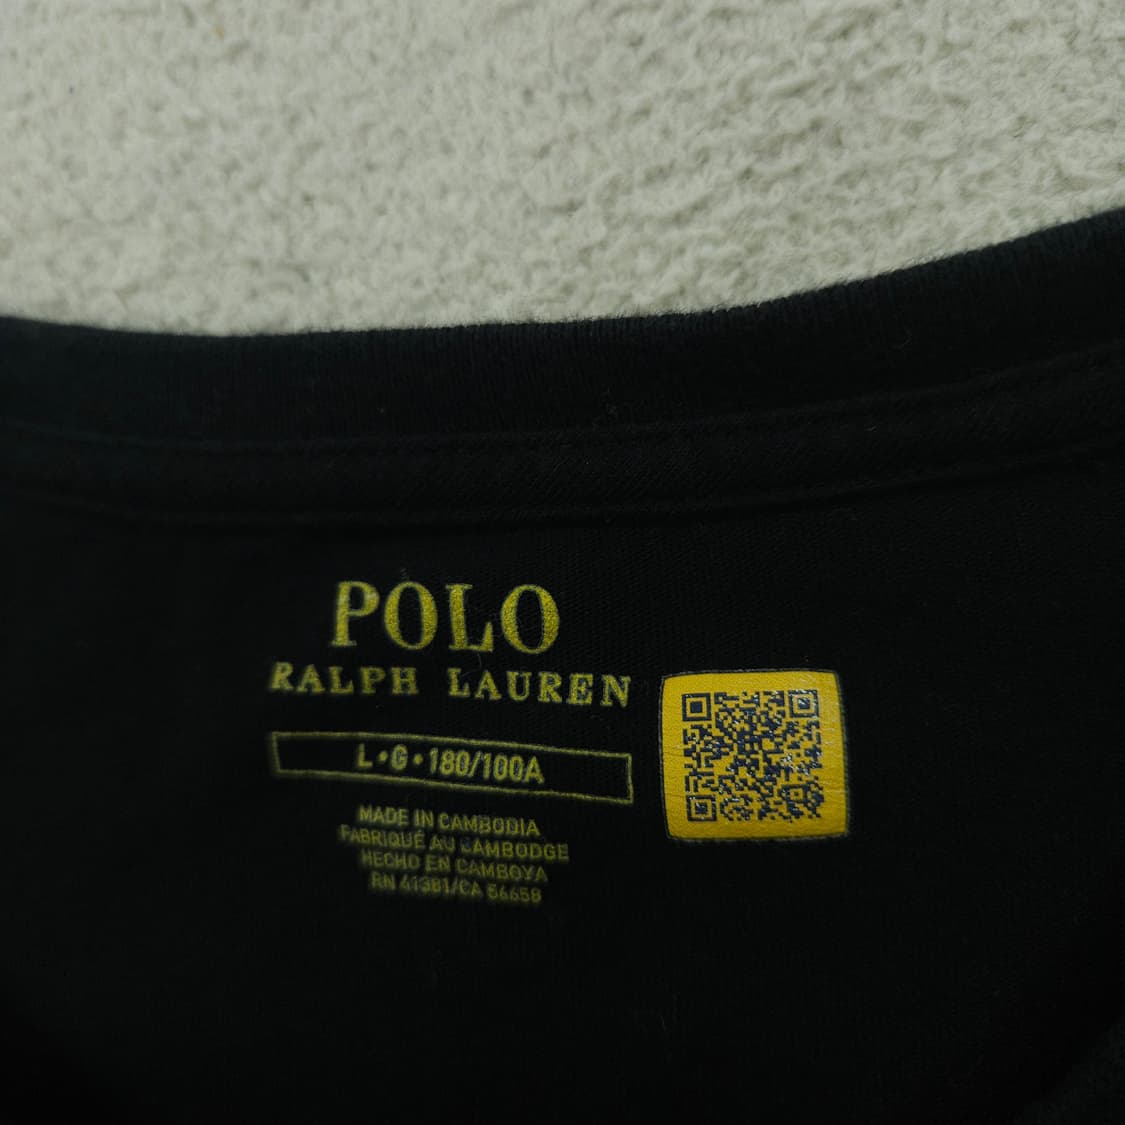 POLO
RALPH LAUREN
L•G•180/100A
MADE IN CAMBODIA
FABRIQUÉ AU CAMBODGE
HECHO EN CAMBOYA
RN 41381/CA 56658